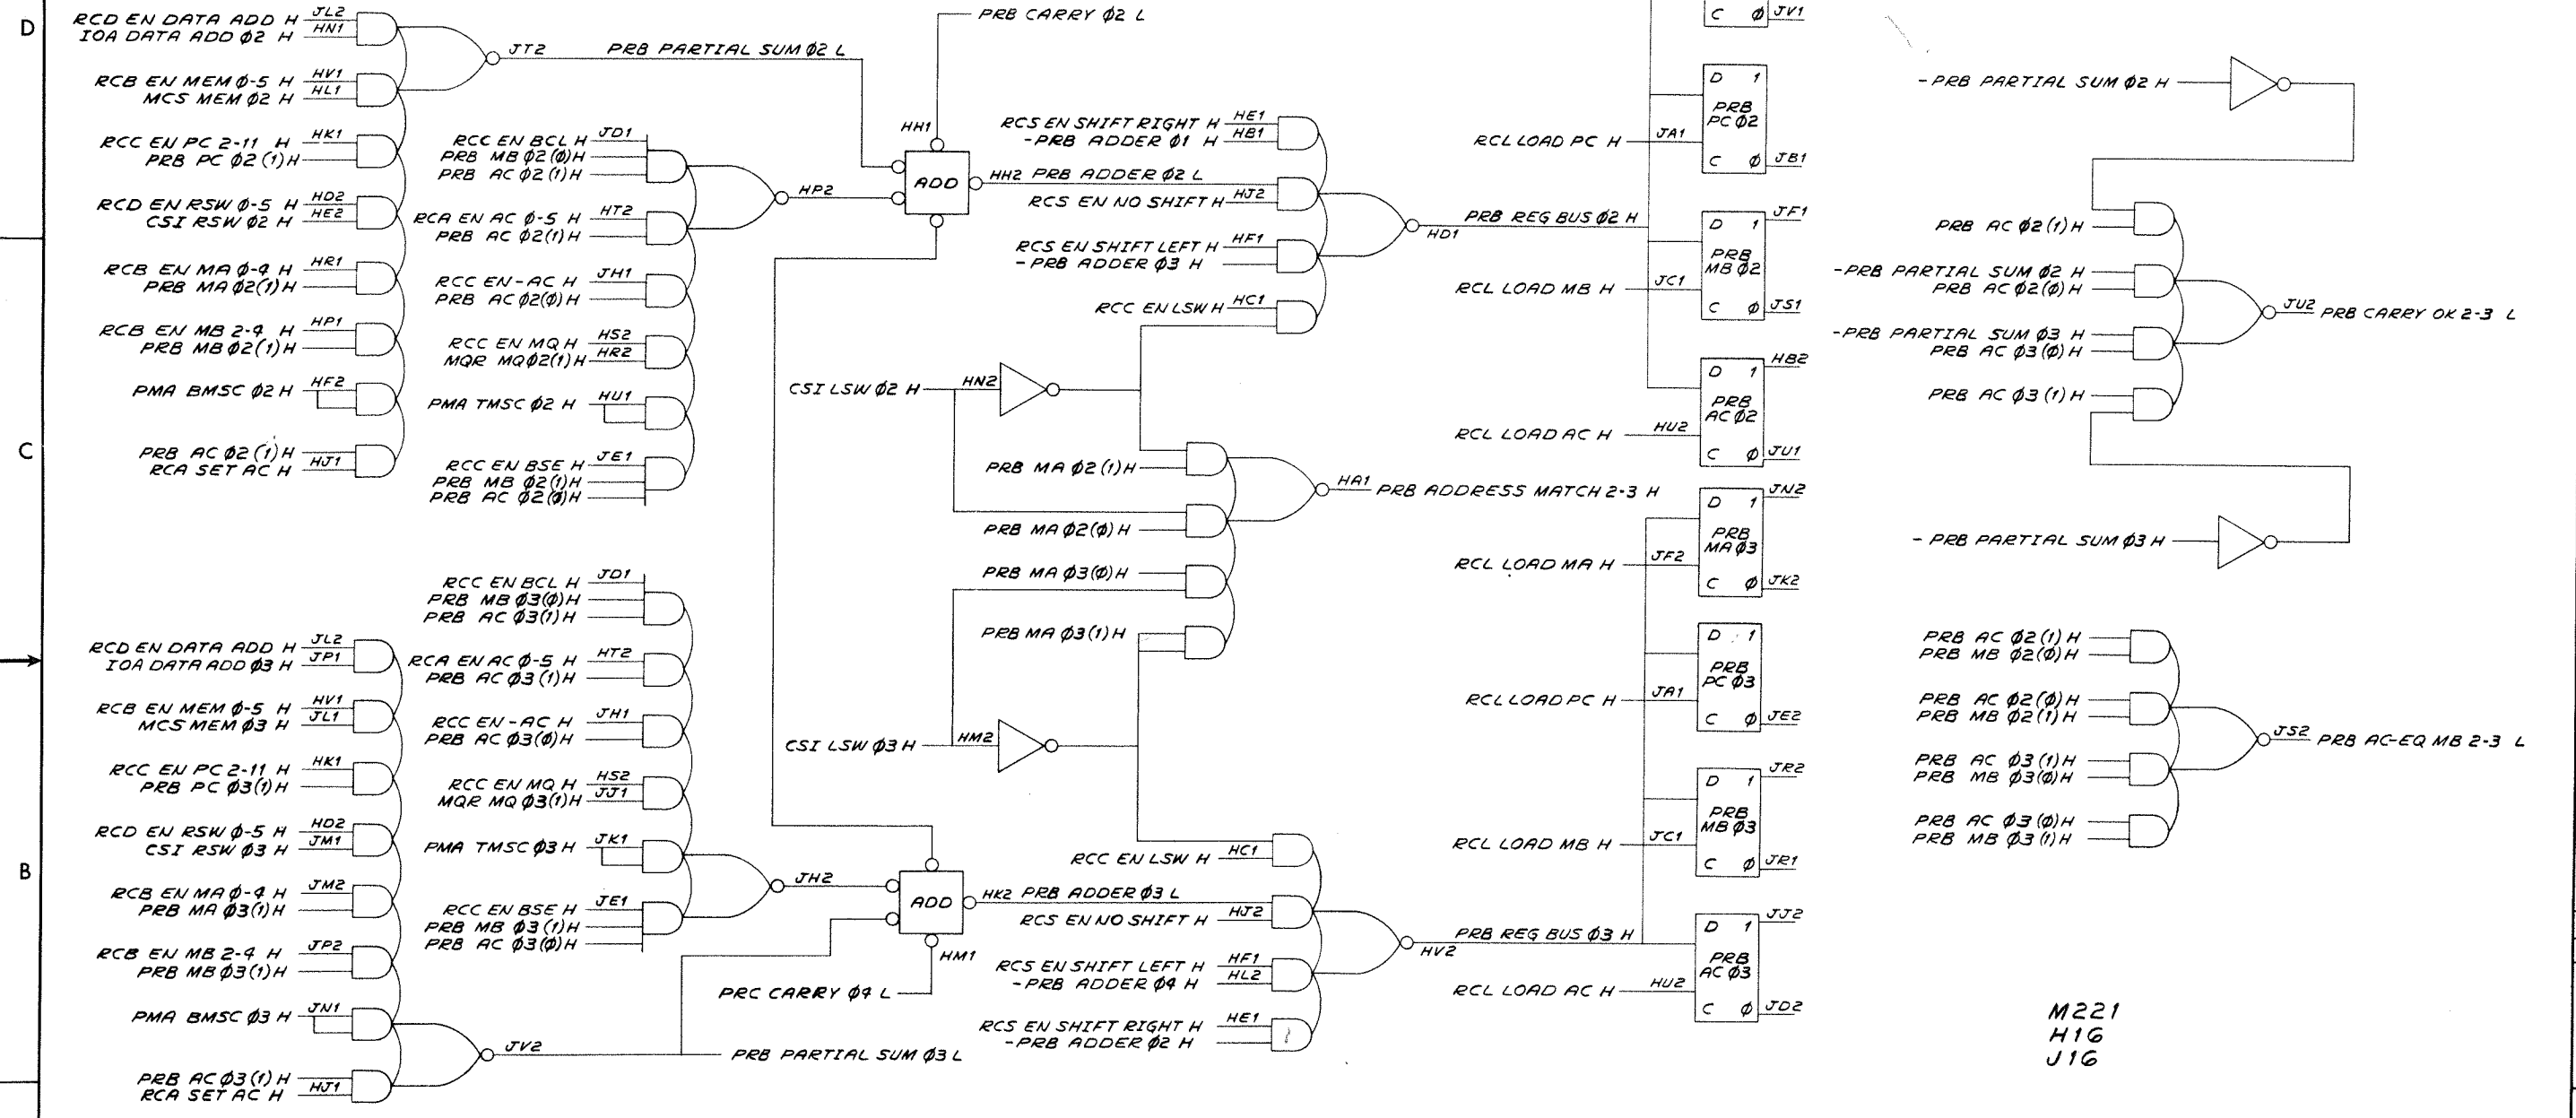 D
RCD EN DATA ADD H JL2
IOA DATA ADD Ø2 H HN1
RCB EN MEM Ø-5 H HV1
MCS MEM Ø2 H HL1
RCC EN PC 2-11 H HK1
PRB PC Ø2(1)H
RCD EN RSW Ø-5 H HD2
CSI RSW Ø2 H HE2
RCB EN MA Ø-4 H HR1
PRB MA Ø2(1)H
RCB EN MB 2-4 H HP1
PRB MB Ø2(1)H
PMA BMSC Ø2 H HF2
PRB AC Ø2(1)H
RCA SET AC H HJ1
JT2 PRB PARTIAL SUM Ø2 L
RCC EN BCL H JD1
PRB MB Ø2(Ø)H
PRB AC Ø2(1)H
RCA EN AC Ø-5 H HT2
PRB AC Ø2(1)H
RCC EN-AC H JH1
PRB AC Ø2(Ø)H
RCC EN MQ H HS2
MQR MQ Ø2(1)H HR2
PMA TMSC Ø2 H HU1
RCC EN BSE H JE1
PRB MB Ø2(1)H
PRB AC Ø2(Ø)H
HP2
PRB CARRY Ø2 L
HH1
ADD
HH2 PRB ADDER Ø2 L
RCS EN SHIFT RIGHT H HE1
-PRB ADDER Ø1 H HB1
RCS EN NO SHIFT H HJ2
RCS EN SHIFT LEFT H HF1
-PRB ADDER Ø3 H
RCC EN LSW H HC1
HD1
PRB REG BUS Ø2 H
CSI LSW Ø2 H HN2
PRB MA Ø2(1)H
PRB MA Ø2(Ø)H
PRB MA Ø3(Ø)H
PRB MA Ø3(1)H
HA1 PRB ADDRESS MATCH 2-3 H
CSI LSW Ø3 H HM2
C Ø JV1
D 1
PRB
PC Ø2
C Ø JB1
RCL LOAD PC H JA1
D 1 JF1
PRB
MB Ø2
C Ø JS1
RCL LOAD MB H JC1
D 1 HB2
PRB
AC Ø2
C Ø JU1
RCL LOAD AC H HU2
D 1 JN2
PRB
MA Ø3
C Ø JK2
RCL LOAD MA H JF2
D 1
PRB
PC Ø3
C Ø JE2
RCL LOAD PC H JA1
D 1 JR2
PRB
MB Ø3
C Ø JR1
RCL LOAD MB H JC1
D 1 JJ2
PRB
AC Ø3
C Ø JD2
RCL LOAD AC H HU2
-PRB PARTIAL SUM Ø2 H
PRB AC Ø2(1)H
-PRB PARTIAL SUM Ø2 H
PRB AC Ø2(Ø)H
-PRB PARTIAL SUM Ø3 H
PRB AC Ø3(Ø)H
PRB AC Ø3(1)H
JU2 PRB CARRY OK 2-3 L
-PRB PARTIAL SUM Ø3 H
PRB AC Ø2(1)H
PRB MB Ø2(Ø)H
PRB AC Ø2(Ø)H
PRB MB Ø2(1)H
PRB AC Ø3(1)H
PRB MB Ø3(Ø)H
PRB AC Ø3(Ø)H
PRB MB Ø3(1)H
JS2 PRB AC-EQ MB 2-3 L
C
B
RCD EN DATA ADD H JL2
IOA DATA ADD Ø3 H JP1
RCB EN MEM Ø-5 H HV1
MCS MEM Ø3 H JL1
RCC EN PC 2-11 H HK1
PRB PC Ø3(1)H
RCD EN RSW Ø-5 H HD2
CSI RSW Ø3 H JM1
RCB EN MA Ø-4 H JM2
PRB MA Ø3(1)H
RCB EN MB 2-4 H JP2
PRB MB Ø3(1)H
PMA BMSC Ø3 H JN1
PRB AC Ø3(1)H
RCA SET AC H HJ1
JV2
PRB PARTIAL SUM Ø3 L
RCC EN BCL H JD1
PRB MB Ø3(Ø)H
PRB AC Ø3(1)H
RCA EN AC Ø-5 H HT2
PRB AC Ø3(1)H
RCC EN-AC H JH1
PRB AC Ø3(Ø)H
RCC EN MQ H HS2
MQR MQ Ø3(1)H JJ1
PMA TMSC Ø3 H JK1
RCC EN BSE H JE1
PRB MB Ø3(1)H
PRB AC Ø3(Ø)H
JH2
ADD
HM1
PRC CARRY Ø4 L
HK2 PRB ADDER Ø3 L
RCC EN LSW H HC1
RCS EN NO SHIFT H HJ2
RCS EN SHIFT LEFT H HF1
-PRB ADDER Ø4 H HL2
RCS EN SHIFT RIGHT H HE1
-PRB ADDER Ø2 H
HV2
PRB REG BUS Ø3 H
M221
H16
J16